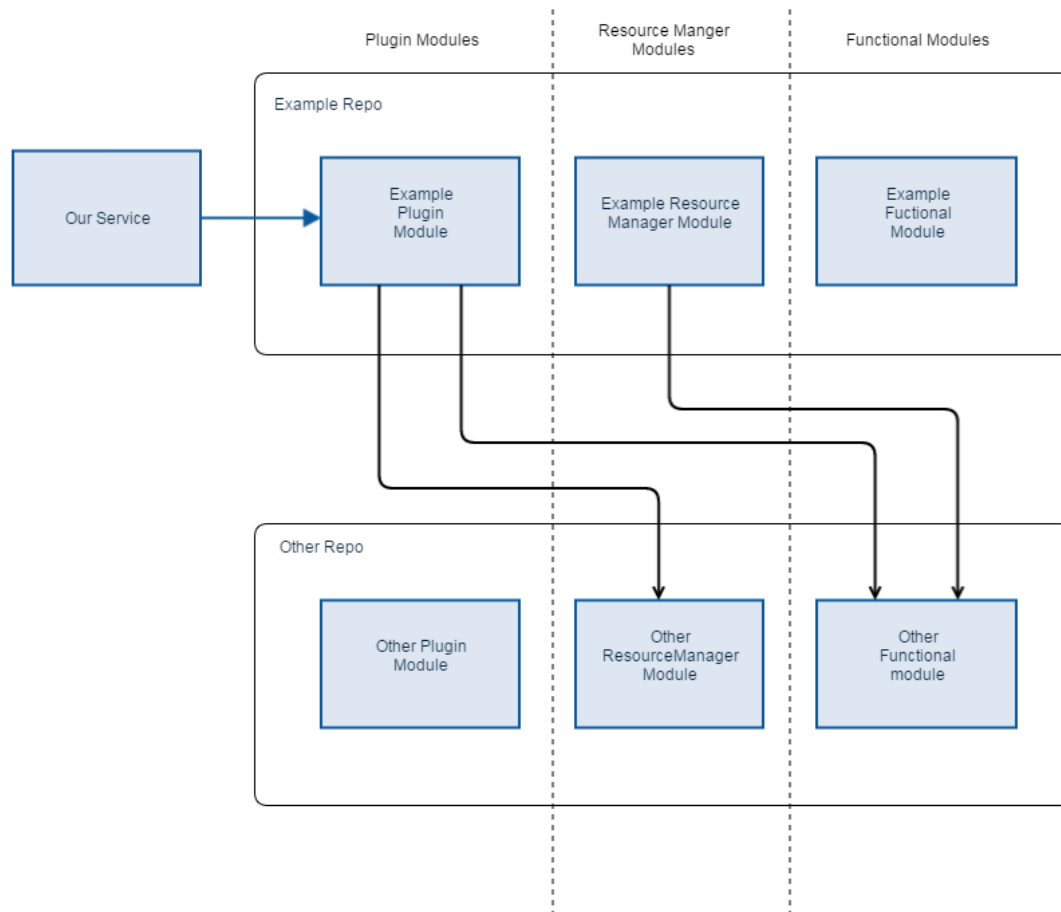 Plugin Modules
Resource Manger
Modules
Functional Modules
Example Repo
Our Service
Example
Plugin
Module
Example Resource
Manager Module
Example
Fuctional
Module
Other Repo
Other Plugin
Module
Other
ResourceManager
Module
Other
Functional
module